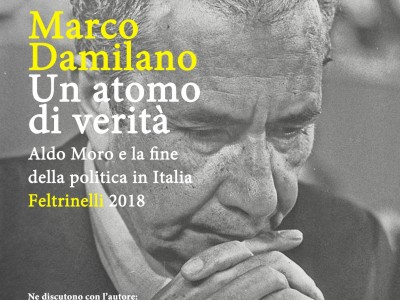 Marco
Damilano
Un atomo
di verità
Aldo Moro e la fine
della politica in Italia
Feltrinelli 2018
Ne discutono con l'autore: